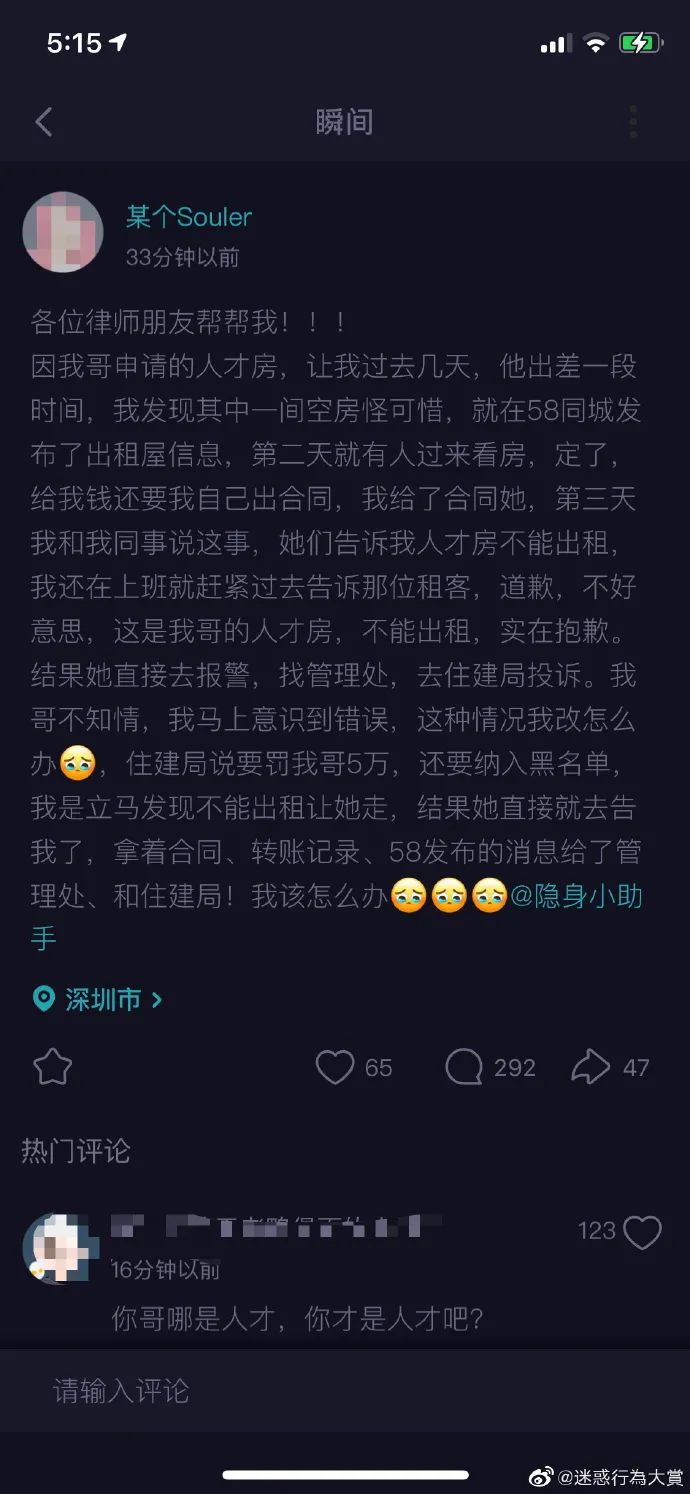 5:15
瞬间
某个Souler
33分钟以前
各位律师朋友帮帮我！！！
因我哥申请的人才房，让我过去几天，他出差一段
时间，我发现其中一间空房怪可惜，就在58同城发
布了出租屋信息，第二天就有人过来看房，定了，
给我钱还要我自己出合同，我给了合同她，第三天
我和我同事说这事，她们告诉我人才房不能出租，
我还在上班就赶紧过去告诉那位租客，道歉，不好
意思，这是我哥的人才房，不能出租，实在抱歉。
结果她直接去报警，找管理处，去住建局投诉。我
哥不知情，我马上意识到错误，这种情况我改怎么
办🥹，住建局说要罚我哥5万，还要纳入黑名单，
我是立马发现不能出租让她走，结果她直接就去告
我了，拿着合同、转账记录、58发布的消息给了管
理处、和住建局！我该怎么办🥹🥹🥹@隐身小助
手
深圳市 >
65 292 47
热门评论
123
16分钟以前
你哥哪是人才，你才是人才吧？
请输入评论
@迷惑行為大賞